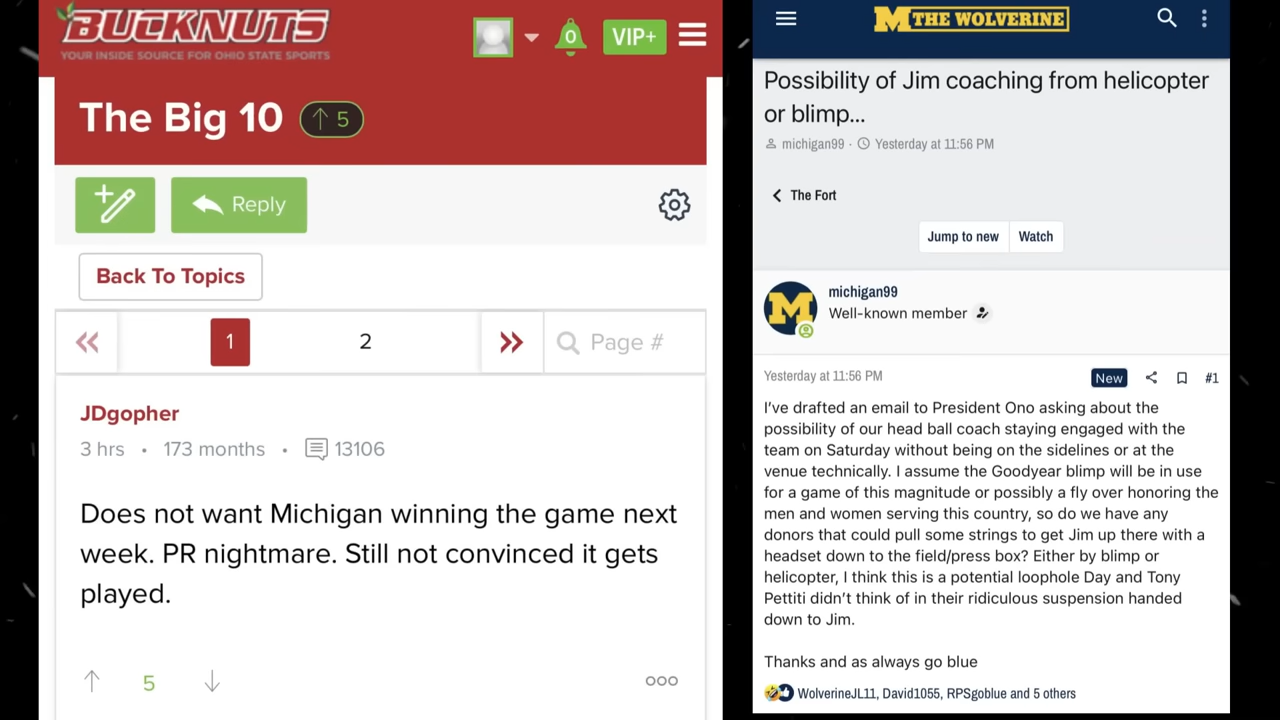 BUCKNUTS
YOUR INSIDE SOURCE FOR OHIO STATE SPORTS
0
VIP+
The Big 10
5
Reply
Back To Topics
1
2
Page #
JDgopher
3 hrs • 173 months • 13106
Does not want Michigan winning the game next
week. PR nightmare. Still not convinced it gets
played.
5
M THE WOLVERINE
Possibility of Jim coaching from helicopter
or blimp...
michigan99 · Yesterday at 11:56 PM
The Fort
Jump to new
Watch
M
michigan99
Well-known member
Yesterday at 11:56 PM
New
#1
I've drafted an email to President Ono asking about the
possibility of our head ball coach staying engaged with the
team on Saturday without being on the sidelines or at the
venue technically. I assume the Goodyear blimp will be in use
for a game of this magnitude or possibly a fly over honoring the
men and women serving this country, so do we have any
donors that could pull some strings to get Jim up there with a
headset down to the field/press box? Either by blimp or
helicopter, I think this is a potential loophole Day and Tony
Pettiti didn't think of in their ridiculous suspension handed
down to Jim.
Thanks and as always go blue
WolverineJL11, David1055, RPSgoblue and 5 others